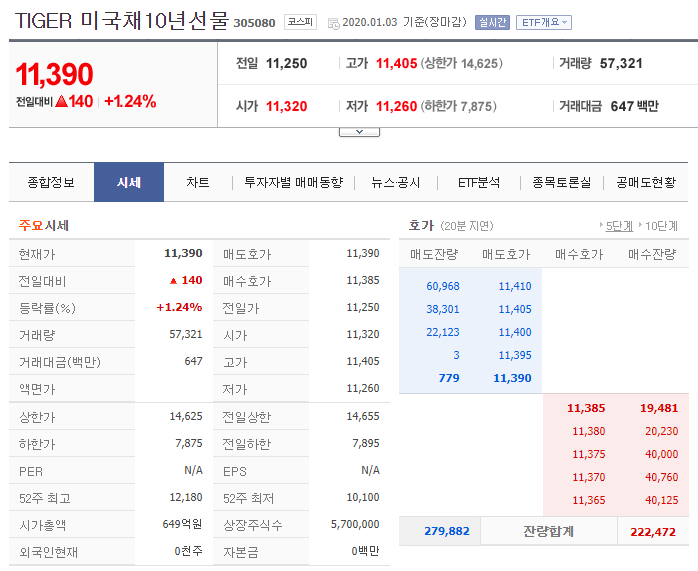 TIGER 미국채10년선물 305080 코스피 2020.01.03 기준(장마감) 실시간 ETF개요
11,390
전일대비 ▲140 +1.24%
전일 11,250 고가 11,405 (상한가 14,625) 거래량 57,321
시가 11,320 저가 11,260 (하한가 7,875) 거래대금 647 백만
종합정보 시세 차트 투자자별 매매동향 뉴스·공시 ETF분석 종목토론실 공매도현황
주요시세
현재가 11,390 매도호가 11,390
전일대비 ▲ 140 매수호가 11,385
등락률(%) +1.24% 전일가 11,250
거래량 57,321 시가 11,320
거래대금(백만) 647 고가 11,405
액면가 저가 11,260
상한가 14,625 전일상한 14,655
하한가 7,875 전일하한 7,895
PER N/A EPS N/A
52주 최고 12,180 52주 최저 10,100
시가총액 649억원 상장주식수 5,700,000
외국인현재 0천주 자본금 0백만
호가 (20분 지연) 5단계 10단계
매도잔량 매도호가 매수호가 매수잔량
60,968 11,410
38,301 11,405
22,123 11,400
3 11,395
779 11,390
11,385 19,481
11,380 20,230
11,375 40,000
11,370 40,760
11,365 40,125
279,882 잔량합계 222,472